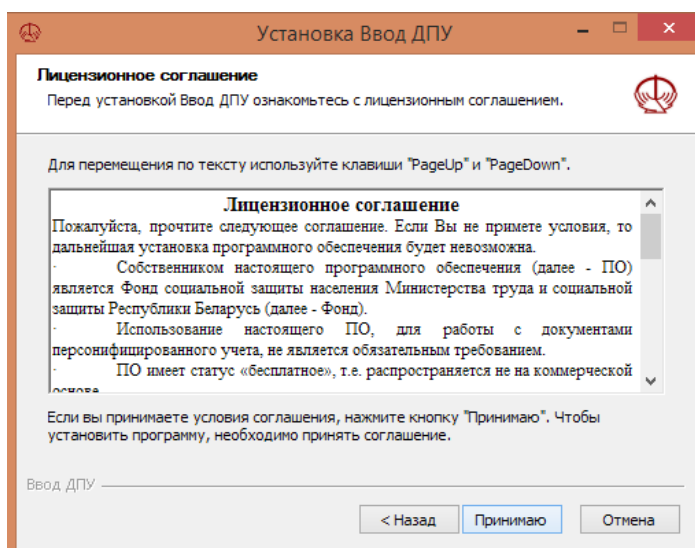 Установка Ввод ДПУ
Лицензионное соглашение
Перед установкой Ввод ДПУ ознакомьтесь с лицензионным соглашением.
Для перемещения по тексту используйте клавиши "PageUp" и "PageDown".
Лицензионное соглашение
Пожалуйста, прочтите следующее соглашение. Если Вы не примете условия, то
дальнейшая установка программного обеспечения будет невозможна.
· Собственником настоящего программного обеспечения (далее - ПО)
является Фонд социальной защиты населения Министерства труда и социальной
защиты Республики Беларусь (далее - Фонд).
· Использование настоящего ПО, для работы с документами
персонифицированного учета, не является обязательным требованием.
· ПО имеет статус «бесплатное», т.е. распространяется не на коммерческой
основе
Если вы принимаете условия соглашения, нажмите кнопку "Принимаю". Чтобы
установить программу, необходимо принять соглашение.
Ввод ДПУ
< Назад Принимаю Отмена